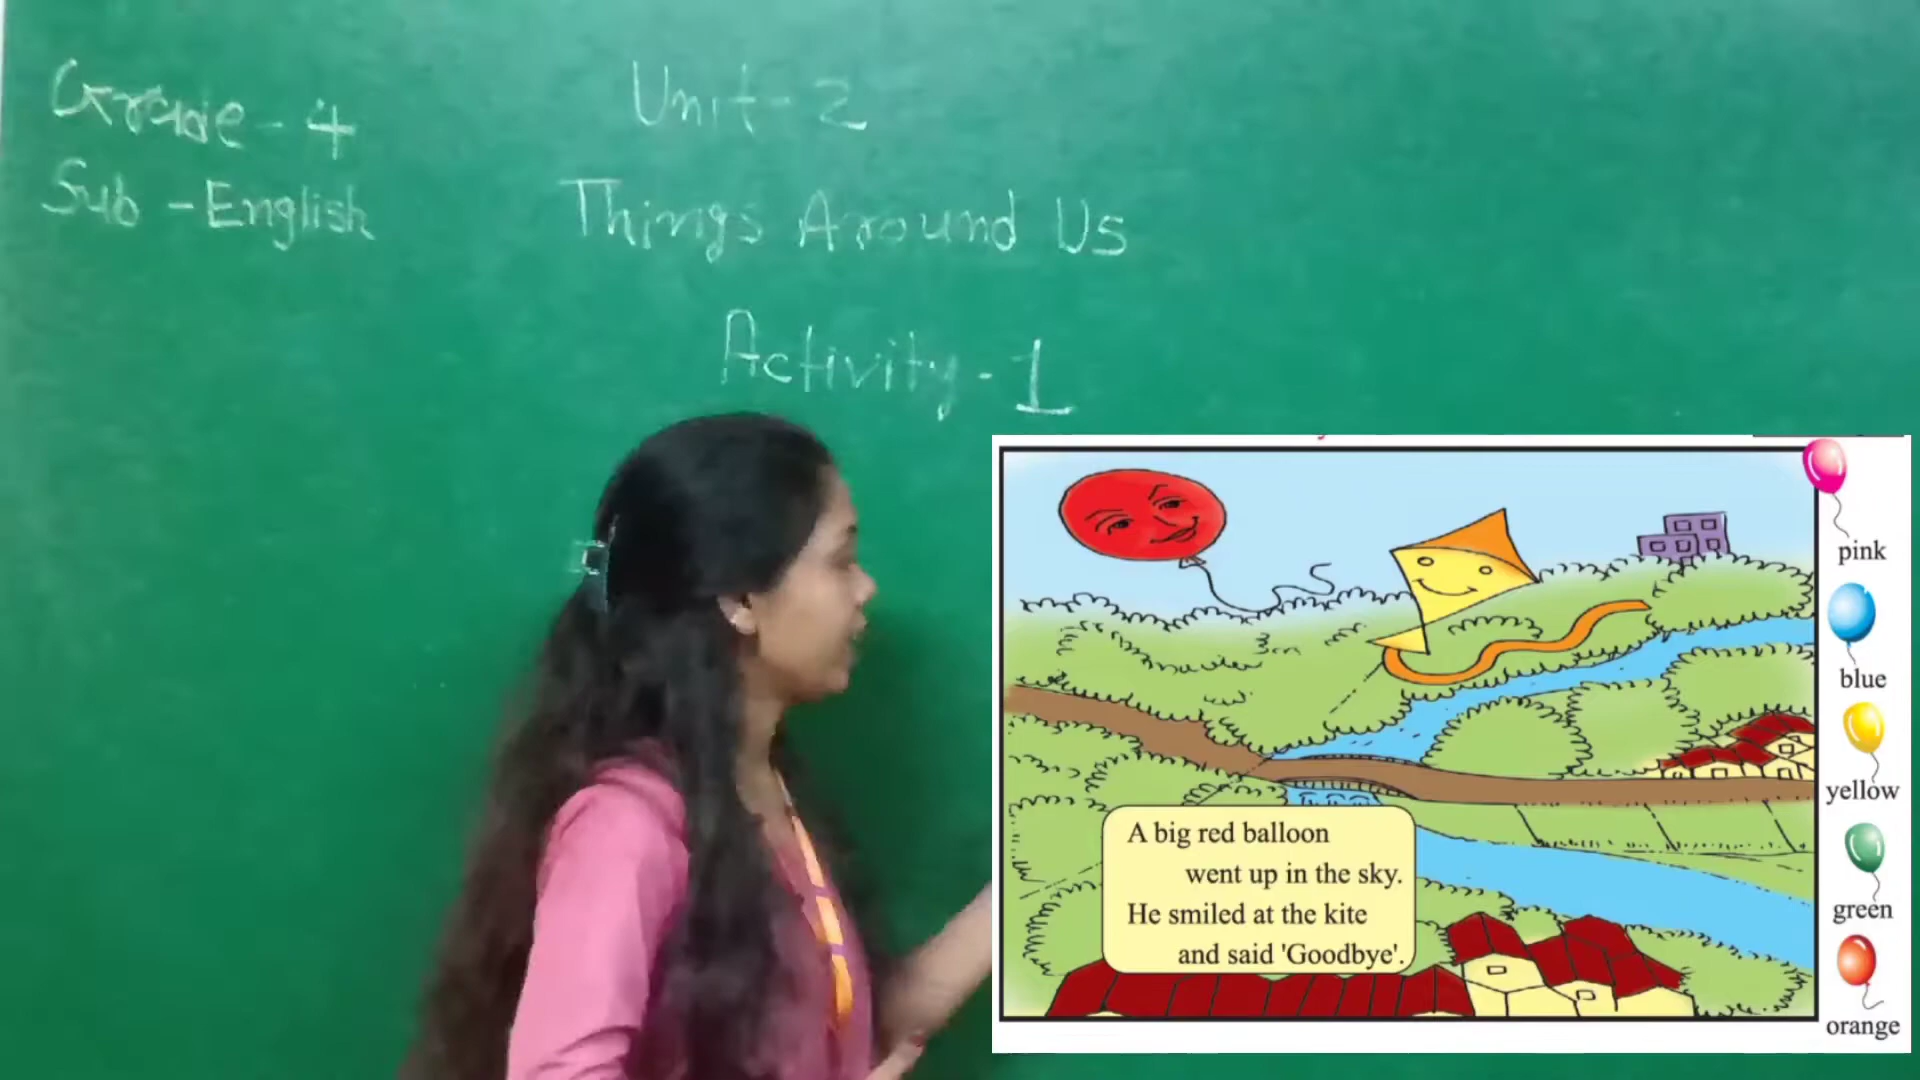 Grade - 4
Sub - English
Unit - 2
Things Around Us
Activity - 1
A big red balloon
went up in the sky.
He smiled at the kite
and said 'Goodbye'.
pink
blue
yellow
green
orange